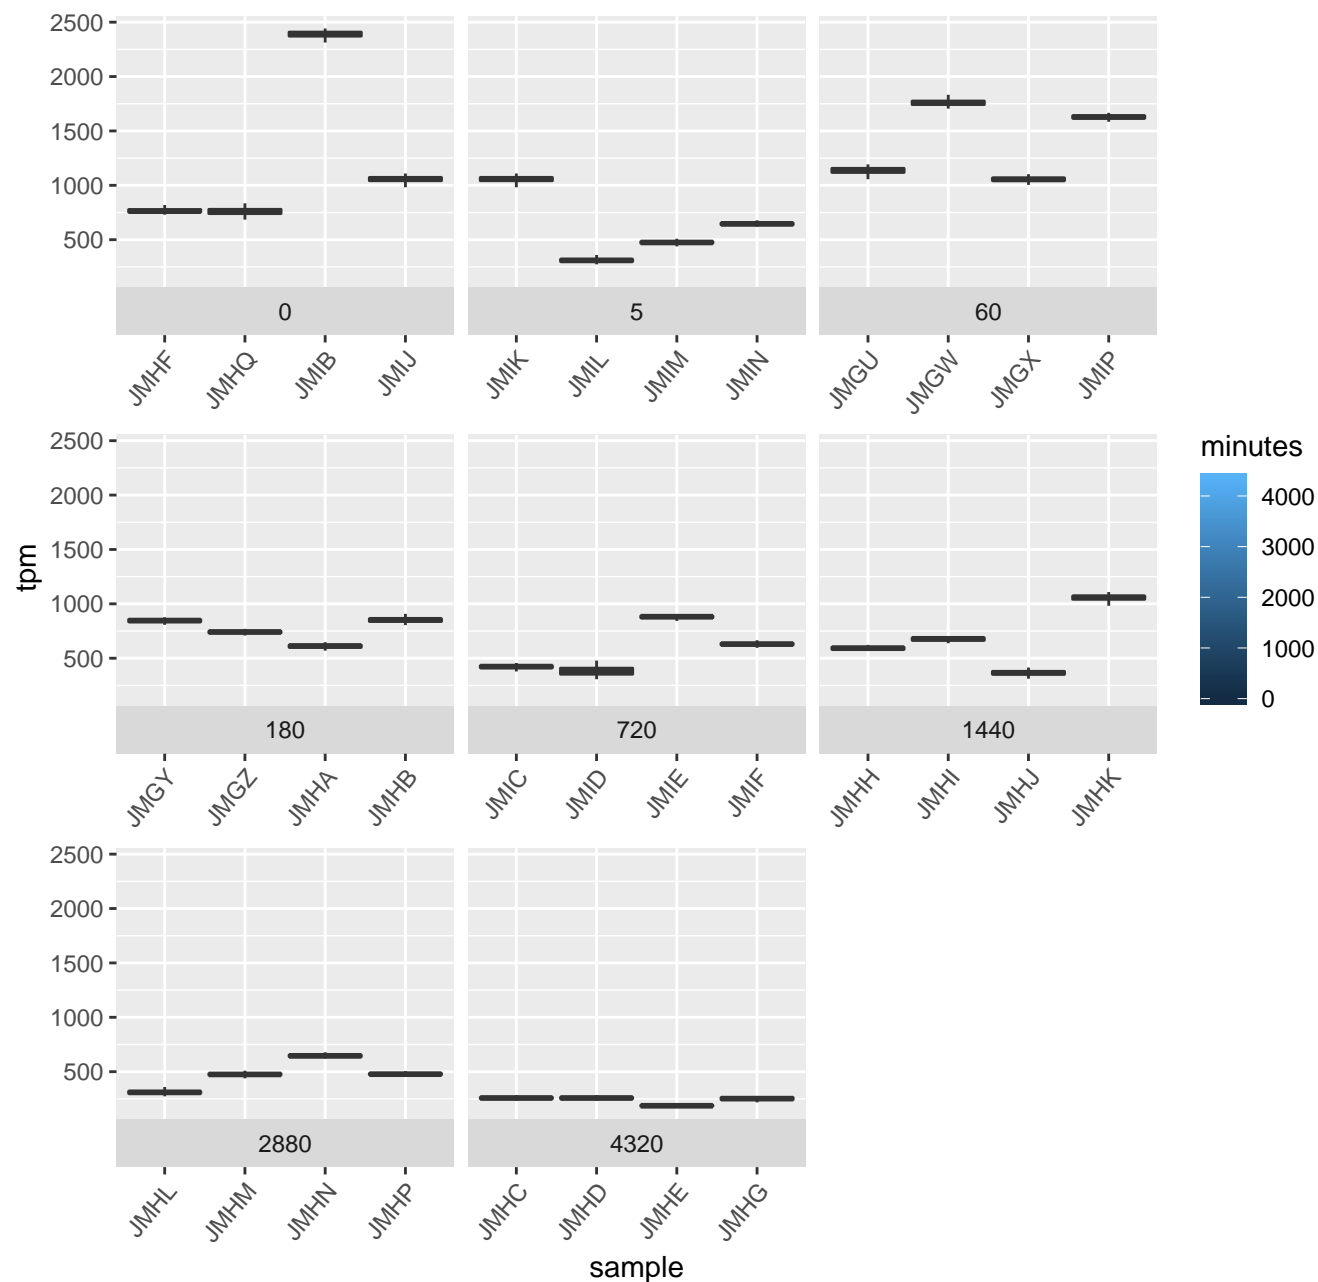 2500
2000
1500
1000
500
0
5
60
JMHF
JMHQ
JMIB
JMIJ
JMIK
JMIL
JMIM
JMIN
JMGU
JMGW
JMGX
JMIP
tpm
2500
2000
1500
1000
500
180
720
1440
JMGY
JMGZ
JMHA
JMHB
JMIC
JMID
JMIE
JMIF
JMHH
JMHI
JMHJ
JMHK
minutes
4000
3000
2000
1000
0
2500
2000
1500
1000
500
2880
4320
JMHL
JMHM
JMHN
JMHP
JMHC
JMHD
JMHE
JMHG
sample